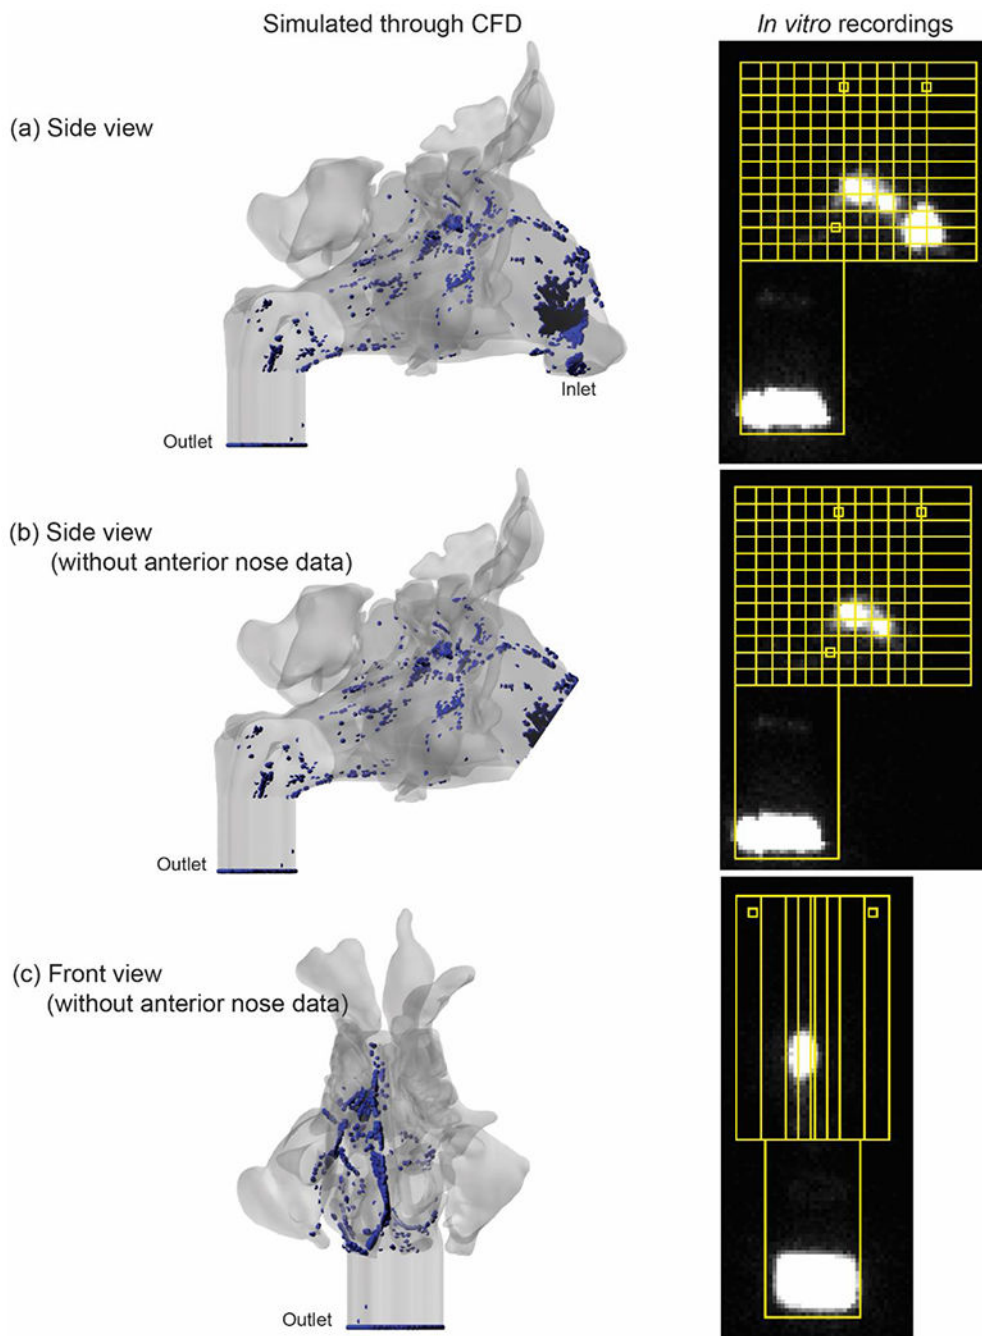 Simulated through CFD
In vitro recordings
(a) Side view
Inlet
Outlet
(b) Side view
(without anterior nose data)
Outlet
(c) Front view
(without anterior nose data)
Outlet